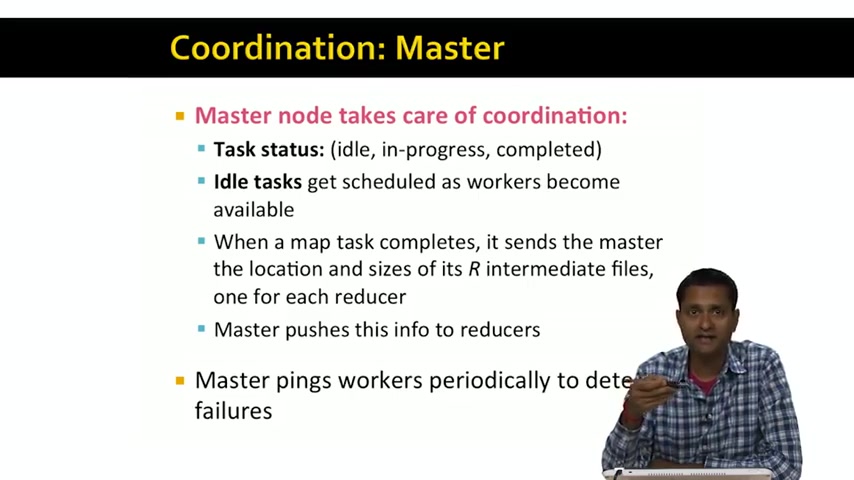 Coordination: Master
Master node takes care of coordination:
Task status: (idle, in-progress, completed)
Idle tasks get scheduled as workers become
available
When a map task completes, it sends the master
the location and sizes of its R intermediate files,
one for each reducer
Master pushes this info to reducers
Master pings workers periodically to
failures